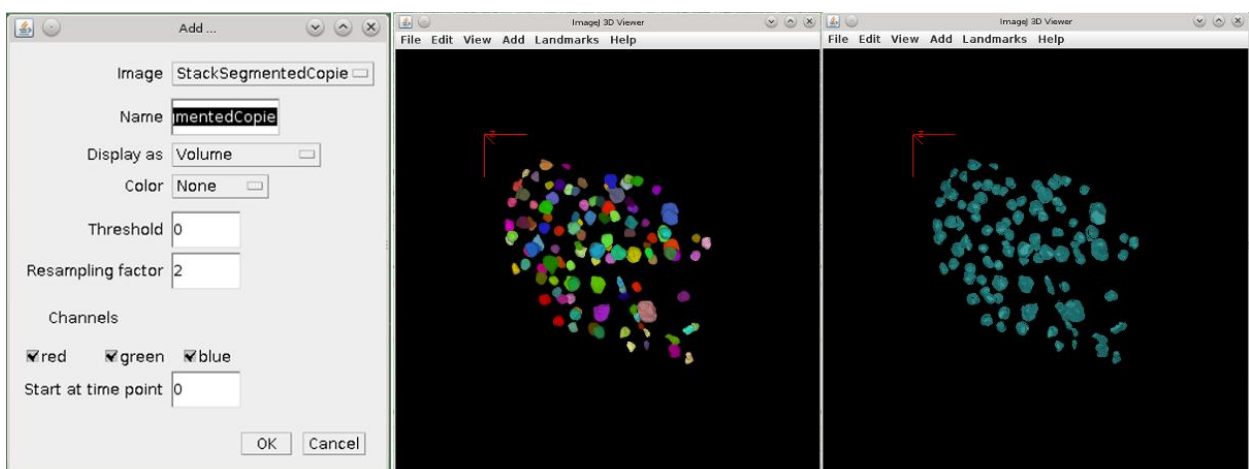 Add ...
Image StackSegmentedCopie
Name mentedCopie
Display as Volume
Color None
Threshold 0
Resampling factor 2
Channels
red green blue
Start at time point 0
OK Cancel
ImageJ 3D Viewer
File Edit View Add Landmarks Help
ImageJ 3D Viewer
File Edit View Add Landmarks Help